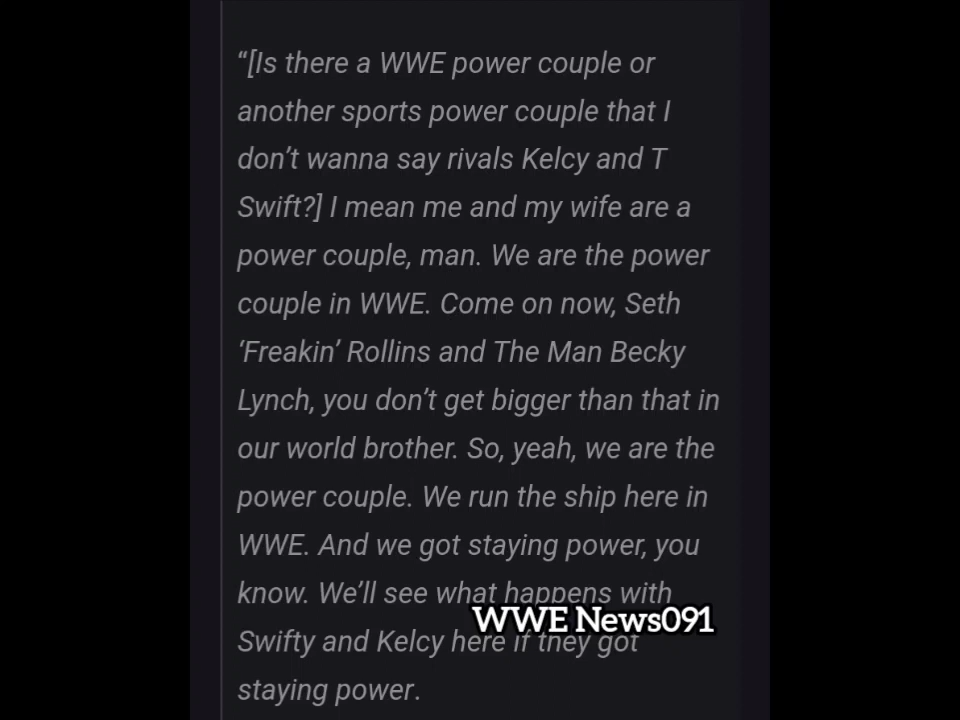 “[Is there a WWE power couple or
another sports power couple that I
don’t wanna say rivals Kelcy and T
Swift?] I mean me and my wife are a
power couple, man. We are the power
couple in WWE. Come on now, Seth
‘Freakin’ Rollins and The Man Becky
Lynch, you don’t get bigger than that in
our world brother. So, yeah, we are the
power couple. We run the ship here in
WWE. And we got staying power, you
know. We’ll see what happens with
WWE News091
Swifty and Kelcy here if they got
staying power.